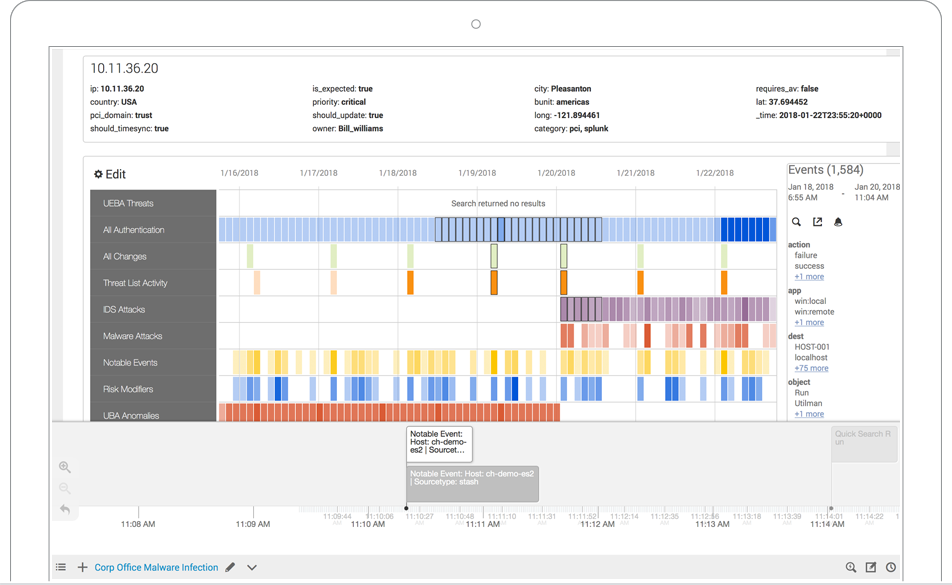 10.11.36.20
ip: 10.11.36.20
is_expected: true
city: Pleasanton
requires_av: false
country: USA
priority: critical
bunit: americas
lat: 37.694452
pci_domain: trust
should_update: true
long: -121.894461
_time: 2018-01-22T23:55:20+0000
should_timesync: true
owner: Bill_williams
category: pci, splunk
Edit
1/16/2018 1/17/2018 1/18/2018 1/19/2018 1/20/2018 1/21/2018 1/22/2018
Events (1,584)
Jan 18, 2018 - Jan 20, 2018
6:55 AM 11:04 AM
UEBA Threats
Search returned no results
All Authentication
All Changes
Threat List Activity
IDS Attacks
Malware Attacks
Notable Events
Risk Modifiers
UBA Anomalies
action
failure
success
+1 more
app
win:local
win:remote
+1 more
dest
HOST-001
localhost
+75 more
object
Run
Utilman
+1 more
Notable Event:
Host: ch-demo-
es2 | Sourcet...
Quick Search R
un
Notable Event: Host: ch-demo-es2
| Sourcetype: stash
11:09:44 11:10:06 11:10:27 11:10:48 11:11:10 11:11:31 11:11:52 11:12:14 11:12:35 11:12:56 11:13:18 11:13:39 11:14:01 11:14:22 1
AM AM AM AM AM AM AM
11:08 AM 11:09 AM 11:10 AM 11:11 AM 11:12 AM 11:13 AM 11:14 AM
Corp Office Malware Infection